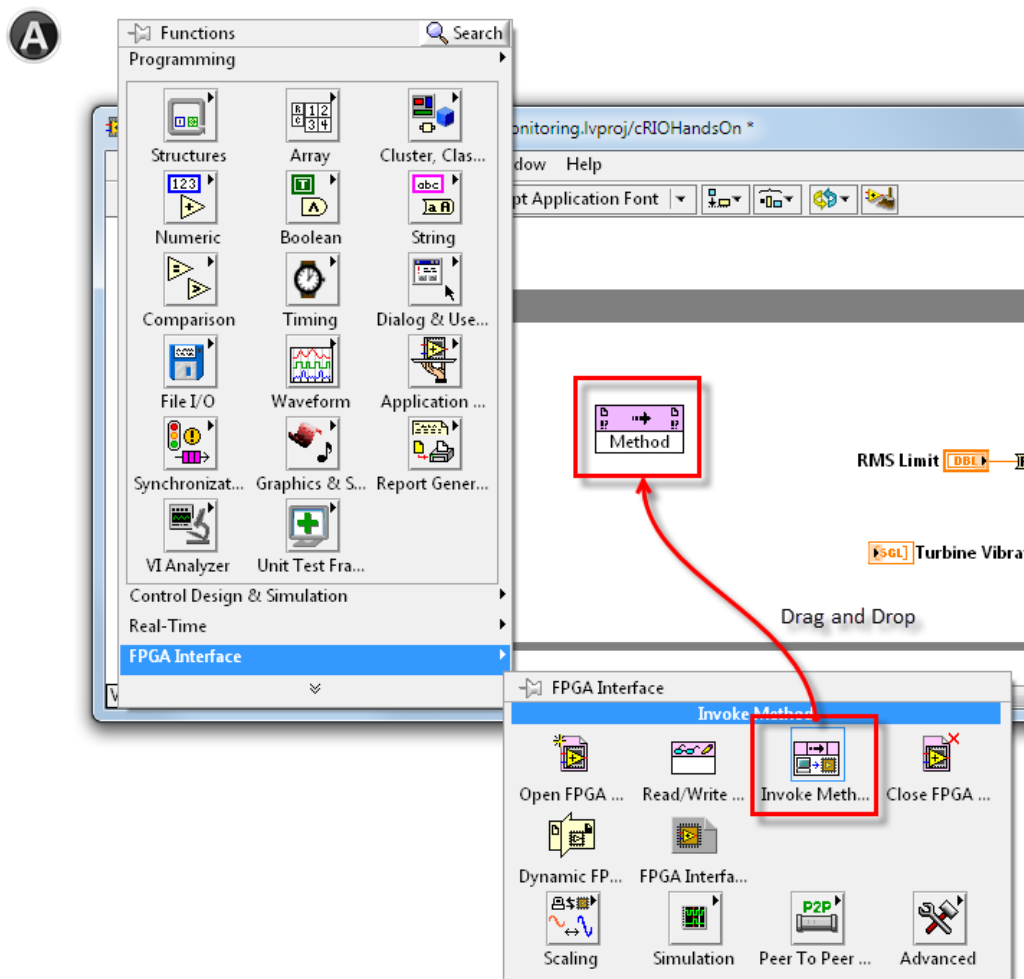 A
Functions
Search
Programming
Structures
Array
Cluster, Clas...
Numeric
Boolean
String
Comparison
Timing
Dialog & Use...
File I/O
Waveform
Application ...
Synchronizat...
Graphics & S...
Report Gener...
VI Analyzer
Unit Test Fra...
Control Design & Simulation
Real-Time
FPGA Interface
onitoring.lvproj/cRIOHandsOn *
dow Help
pt Application Font
Method
RMS Limit DBL
SGL Turbine Vibra
Drag and Drop
FPGA Interface
Invoke Method
Open FPGA ...
Read/Write ...
Invoke Meth...
Close FPGA ...
Dynamic FP...
FPGA Interfa...
P2P
Scaling
Simulation
Peer To Peer ...
Advanced